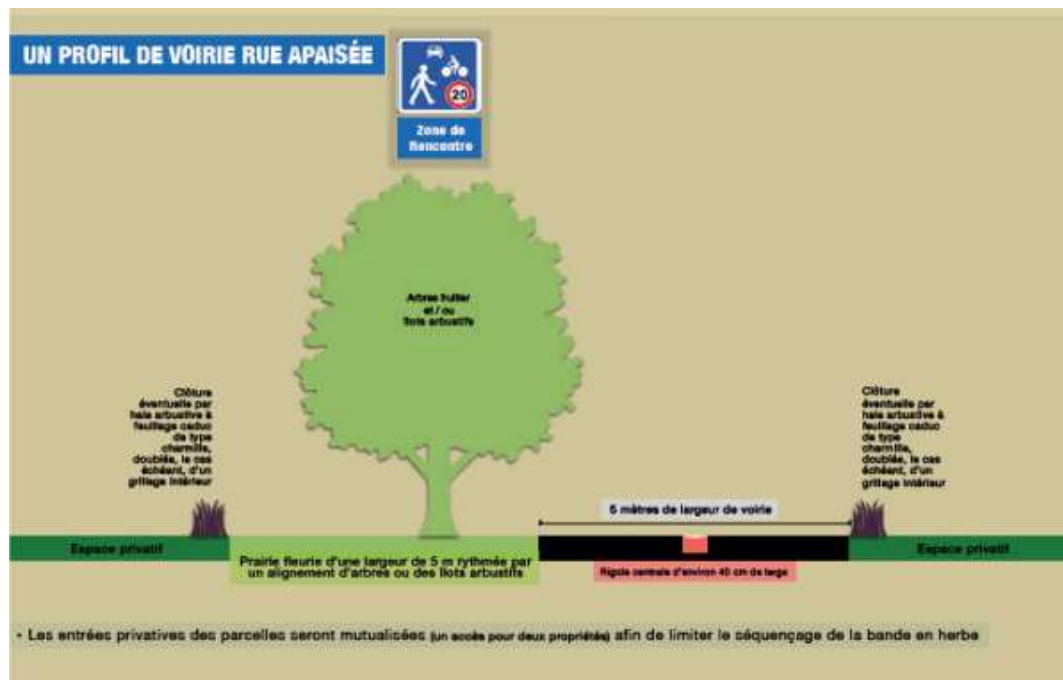 UN PROFIL DE VOIRIE RUE APAISÉE
20
Zone de
Rencontre
Arbres fruitier
et / ou
îlots arbustifs
Clôture
éventuelle par
haie arbustive à
feuillage caduc
de type
charmille,
doublée, le cas
échéant, d'un
grillage intérieur
Clôture
éventuelle par
haie arbustive à
feuillage caduc
de type
charmille,
doublée, le cas
échéant, d'un
grillage intérieur
5 mètres de largeur de voirie
Espace privatif
Espace privatif
Prairie fleurie d'une largeur de 5 m rythmée par
un alignement d'arbres ou des îlots arbustifs
Rigole centrale d'environ 40 cm de large
- Les entrées privatives des parcelles seront mutualisées (un accès pour deux propriétés) afin de limiter le séquençage de la bande en herbe